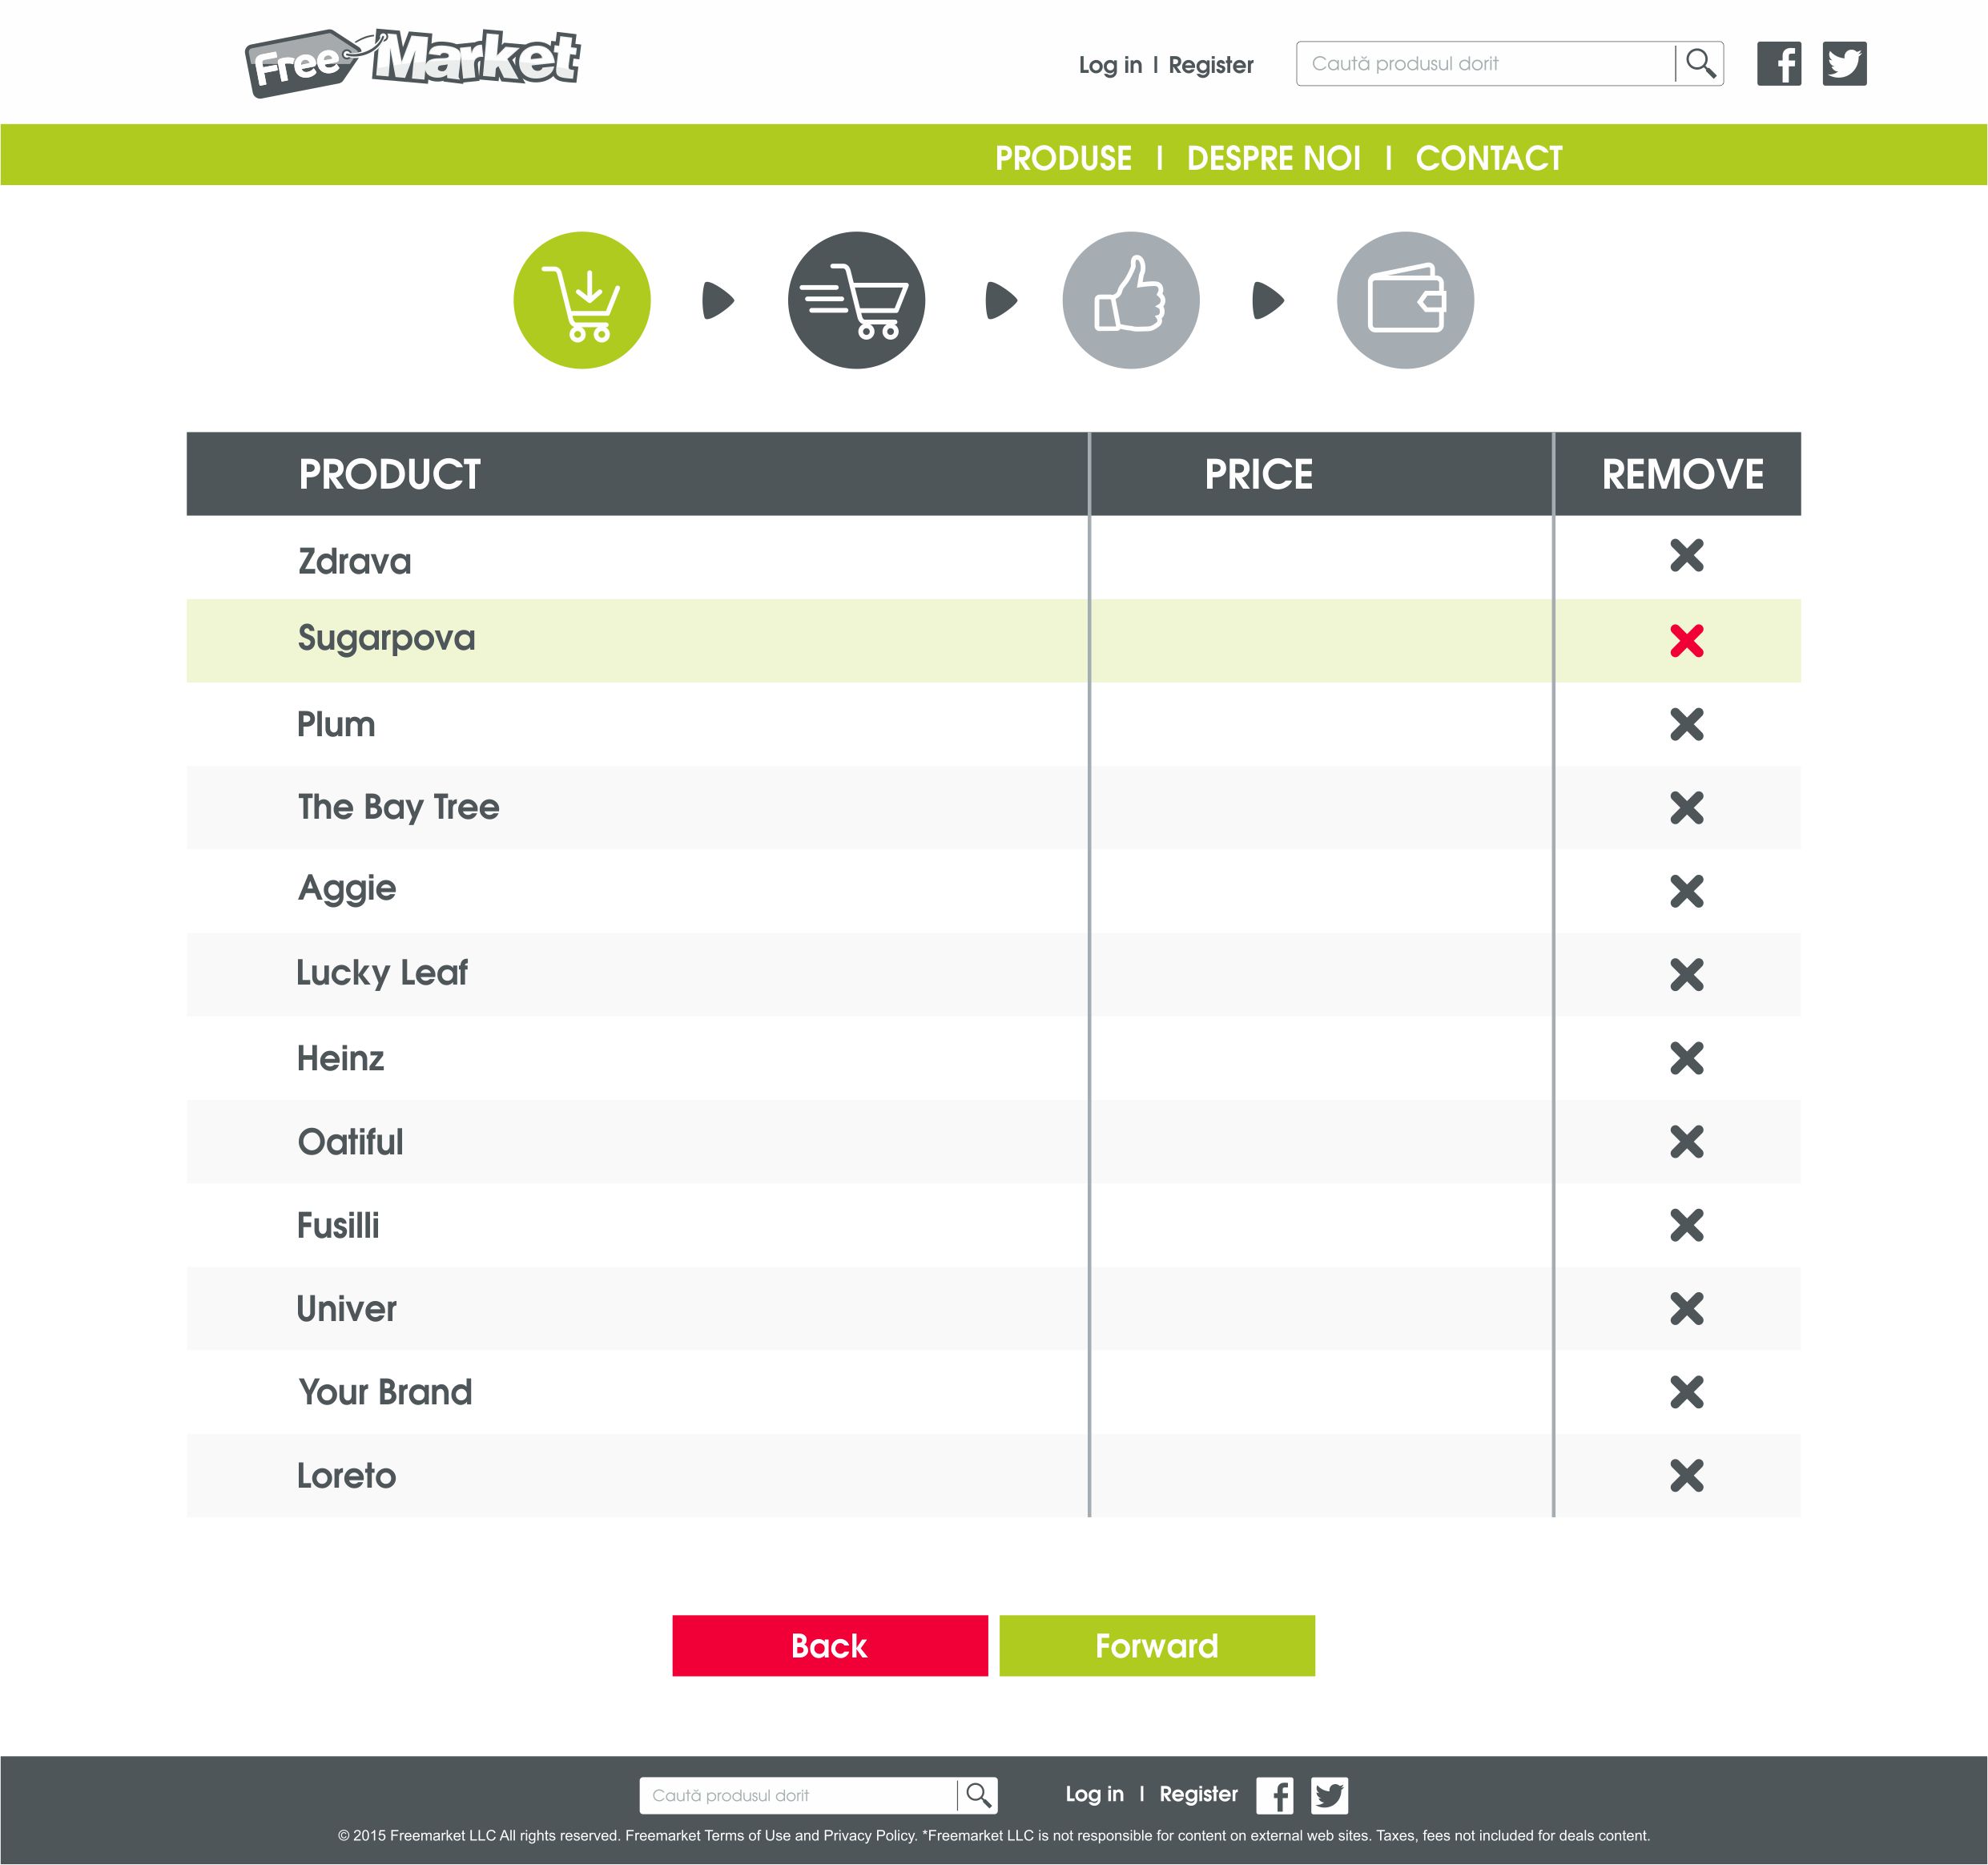 Free Market
Log in | Register
Caută produsul dorit
PRODUSE | DESPRE NOI | CONTACT
PRODUCT PRICE REMOVE
Zdrava
Sugarpova
Plum
The Bay Tree
Aggie
Lucky Leaf
Heinz
Oatiful
Fusilli
Univer
Your Brand
Loreto
Back Forward
Caută produsul dorit
Log in | Register
© 2015 Freemarket LLC All rights reserved. Freemarket Terms of Use and Privacy Policy. *Freemarket LLC is not responsible for content on external web sites. Taxes, fees not included for deals content.